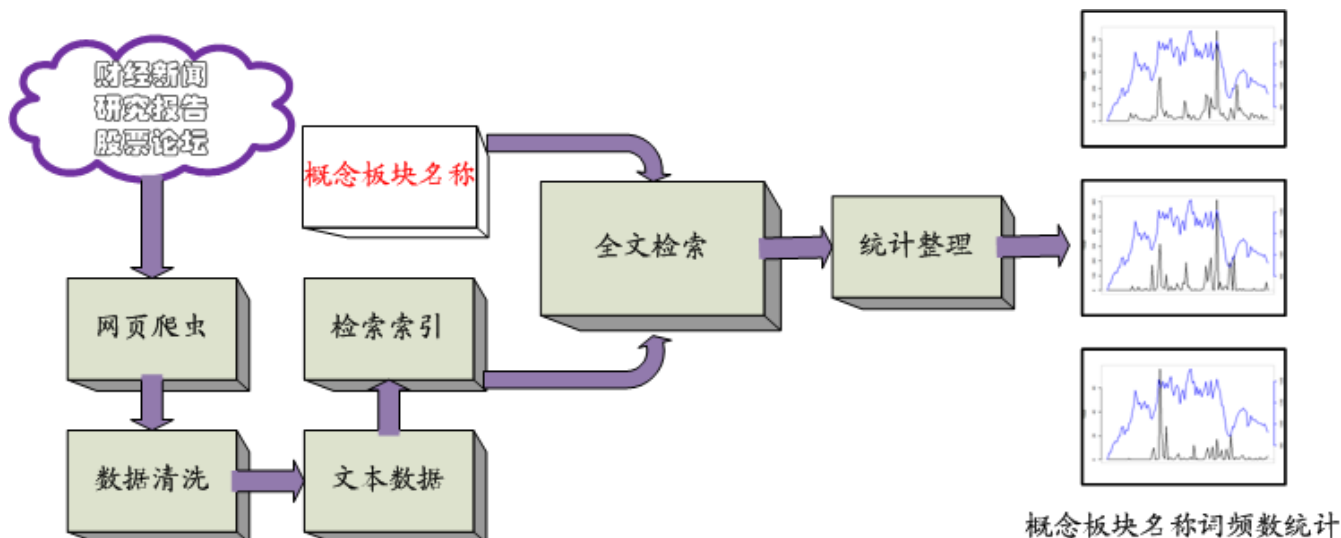 财经新闻
研究报告
股票论坛
概念板块名称
全文检索
统计整理
网页爬虫
检索索引
数据清洗
文本数据
概念板块名称词频数统计